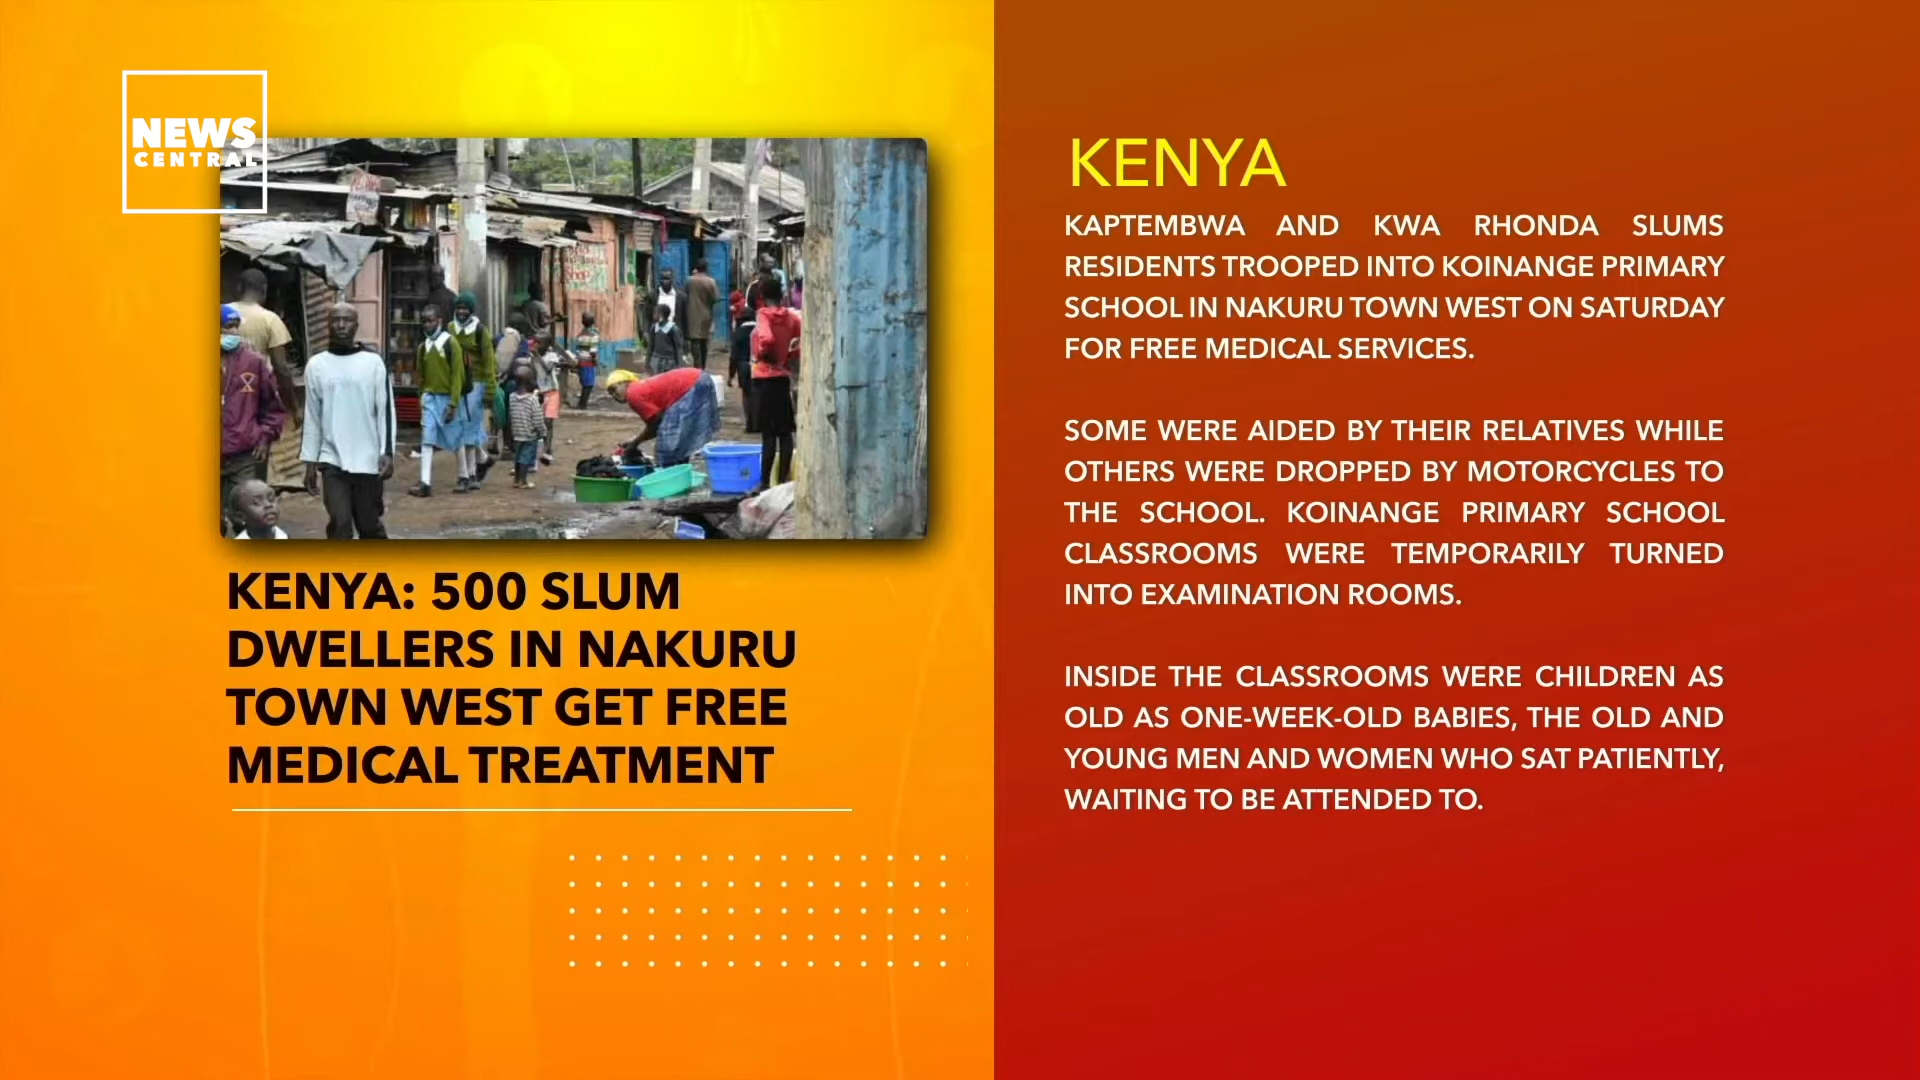 NEWS
CENTRAL
KENYA: 500 SLUM
DWELLERS IN NAKURU
TOWN WEST GET FREE
MEDICAL TREATMENT
KENYA
KAPTEMBWA AND KWA RHONDA SLUMS
RESIDENTS TROOPED INTO KOINANGE PRIMARY
SCHOOL IN NAKURU TOWN WEST ON SATURDAY
FOR FREE MEDICAL SERVICES.
SOME WERE AIDED BY THEIR RELATIVES WHILE
OTHERS WERE DROPPED BY MOTORCYCLES TO
THE SCHOOL. KOINANGE PRIMARY SCHOOL
CLASSROOMS WERE TEMPORARILY TURNED
INTO EXAMINATION ROOMS.
INSIDE THE CLASSROOMS WERE CHILDREN AS
OLD AS ONE-WEEK-OLD BABIES, THE OLD AND
YOUNG MEN AND WOMEN WHO SAT PATIENTLY,
WAITING TO BE ATTENDED TO.